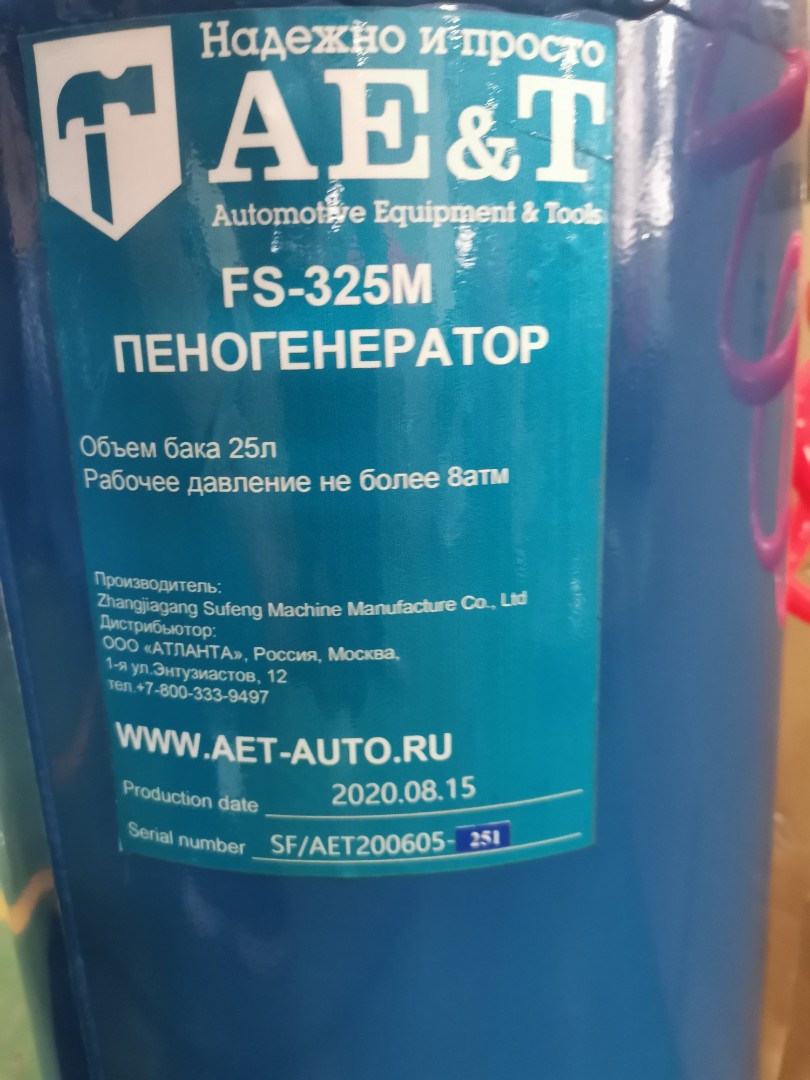 Надежно и просто
AE&T
Automotive Equipment & Tools
FS-325M
ПЕНОГЕНЕРАТОР
Объем бака 25л
Рабочее давление не более 8атм
Производитель:
Zhangjiagang Sufeng Machine Manufacture Co., Ltd
Дистрибьютор:
ООО «АТЛАНТА», Россия, Москва,
1-я ул.Энтузиастов, 12
тел.+7-800-333-9497
WWW.AET-AUTO.RU
Production date 2020.08.15
Serial number SF/AET200605-251